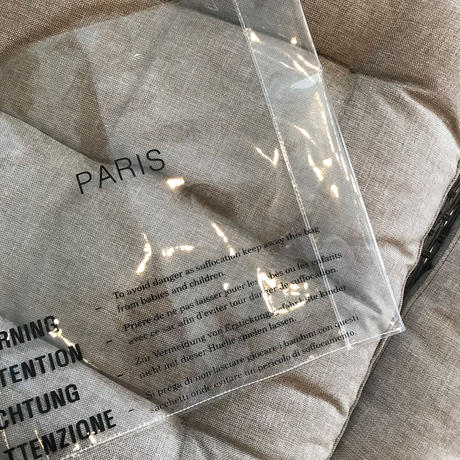 PARIS
RNING - To avoid danger as suffocation keep away this bag
from babies and children.
TENTION - Prière de ne pas laisser jouer les bébés ou les enfants
avec ce sac afin d'eviter tout danger de suffocation.
CHTUNG - Zur Vermeidung von Erstickungsgefahr bitte kinder
nicht mit dieser Huelle spielen lassen.
TTENZIONE - Si prega di non lasciare giocare i bambini con questi
sacchetti onde evitare un pericolo di suffocamento.